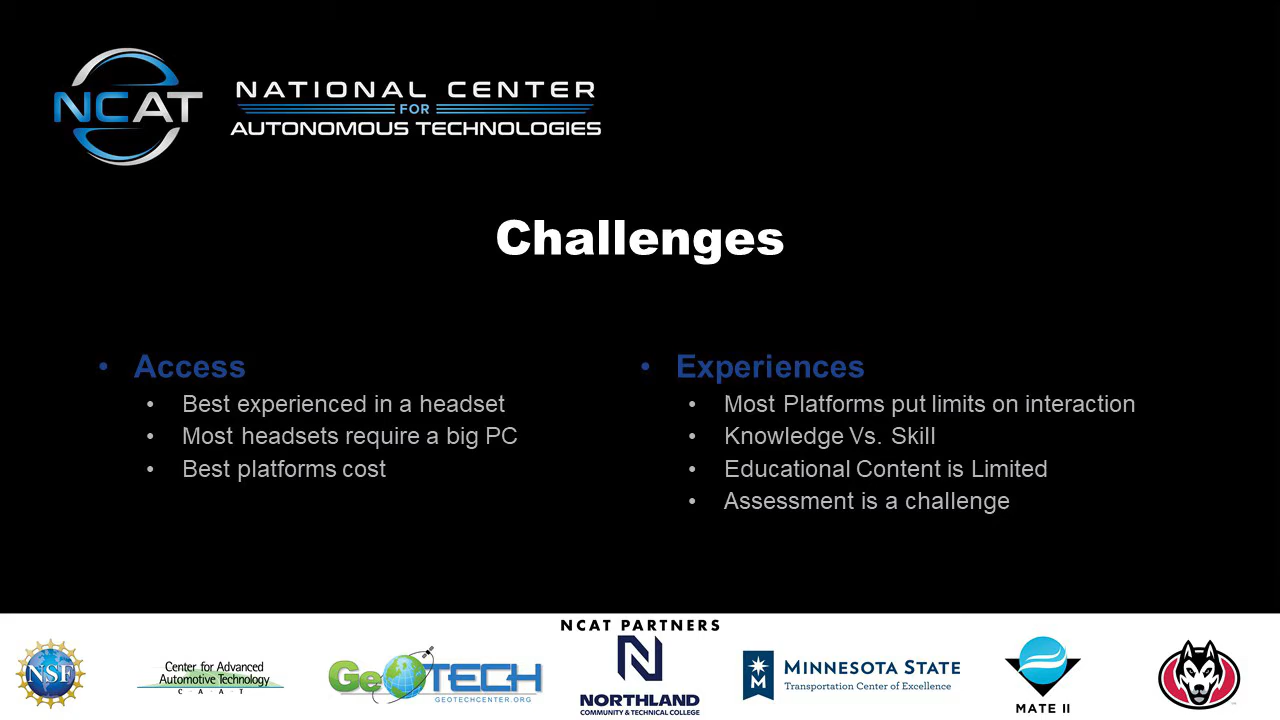 NCAT
NATIONAL CENTER
FOR
AUTONOMOUS TECHNOLOGIES
Challenges
• Access
• Best experienced in a headset
• Most headsets require a big PC
• Best platforms cost
• Experiences
• Most Platforms put limits on interaction
• Knowledge Vs. Skill
• Educational Content is Limited
• Assessment is a challenge
NCAT PARTNERS
NSF
Center for Advanced
Automotive Technology
C A A T
GeoTECH
GEOTECHCENTER.ORG
N
NORTHLAND
COMMUNITY & TECHNICAL COLLEGE
M
MINNESOTA STATE
Transportation Center of Excellence
MATE II